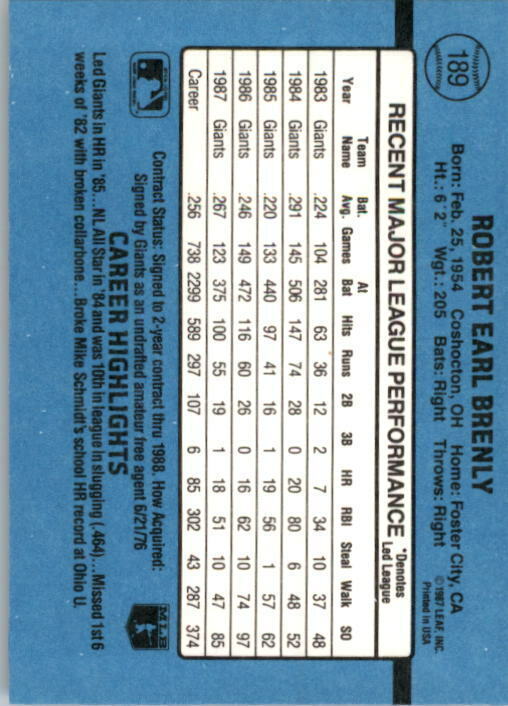 189
ROBERT EARL BRENLY
Born: Feb. 25, 1954 Coshocton, OH Home: Foster City, CA
Ht.: 6' 2" Wgt.: 205 Bats: Right Throws: Right
© 1987 LEAF, INC.
Printed in USA
RECENT MAJOR LEAGUE PERFORMANCE
*Denotes
Led League
Year Team Name Bat. Avg. Games At Bat Hits Runs 2B 3B HR RBI Steal Walk SO
1983 Giants .224 104 281 63 36 12 2 7 34 10 37 48
1984 Giants .291 145 506 147 74 28 0 20 80 6 48 52
1985 Giants .220 133 440 97 41 16 1 19 56 1 57 62
1986 Giants .246 149 472 116 60 26 0 16 62 10 74 97
1987 Giants .267 123 375 100 55 19 1 18 51 10 47 85
Career .256 738 2299 589 297 107 6 85 302 43 287 374
Contract Status: Signed to 2-year contract thru 1988. How Acquired:
Signed by Giants as an undrafted amateur free agent 6/21/76
MLB
CAREER HIGHLIGHTS
Led Giants in HR in '85...NL All Star in '84 and was 10th in league in slugging (.464)...Missed 1st 6
weeks of '82 with broken collarbone...Broke Mike Schmidt's school HR record at Ohio U.